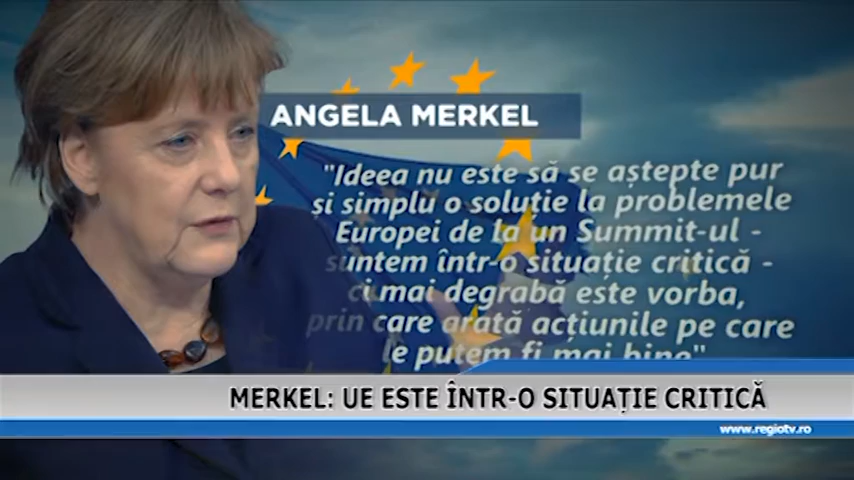 ANGELA MERKEL
"Ideea nu este să se aștepte pur
și simplu o soluție la problemele
Europei de la un Summit-ul -
suntem într-o situație critică -
ci mai degrabă este vorba,
prin care arată acțiunile pe care
le putem fi mai bine"
MERKEL: UE ESTE ÎNTR-O SITUAȚIE CRITICĂ
www.regiotv.ro